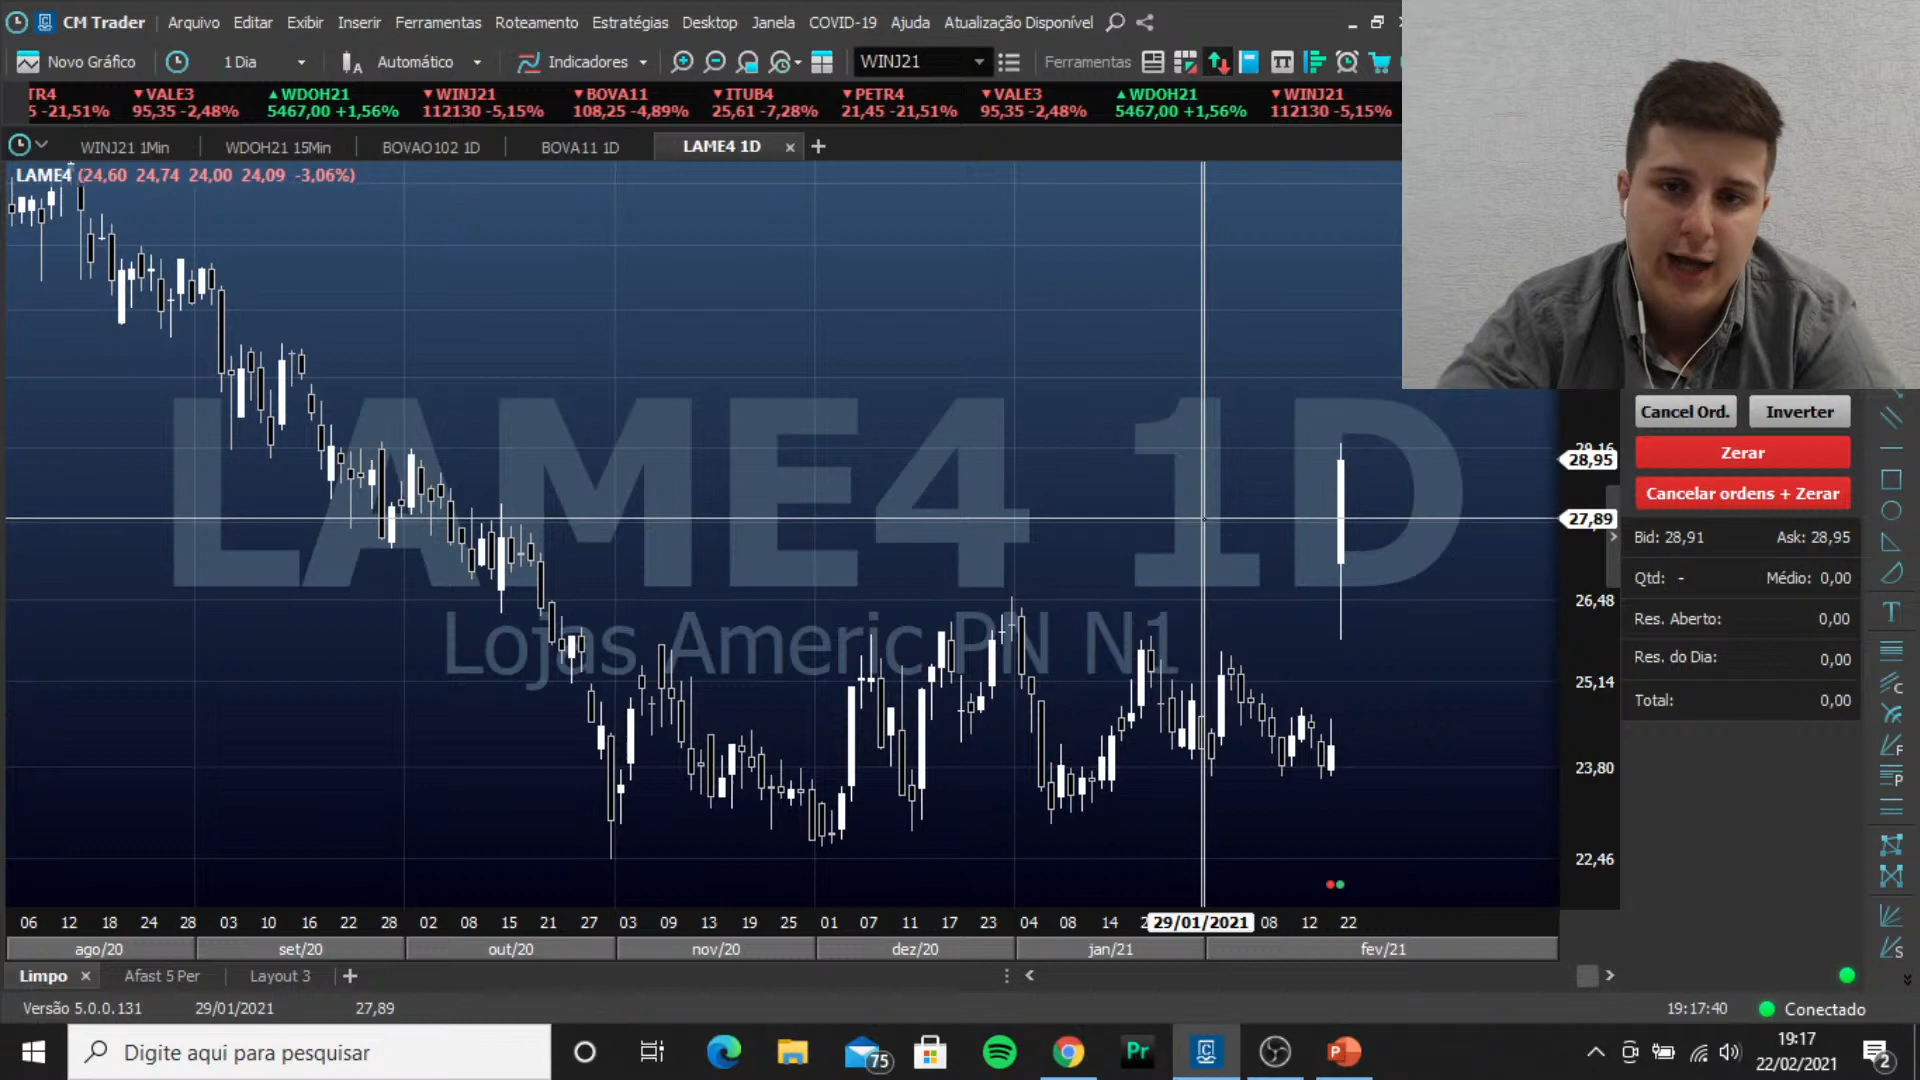 CM Trader Arquivo Editar Exibir Inserir Ferramentas Roteamento Estratégias Desktop Janela COVID-19 Ajuda Atualização Disponível
Novo Gráfico 1 Dia Automático Indicadores WINJ21 Ferramentas
TR4 VALE3 WDOH21 WINJ21 BOVA11 ITUB4 PETR4 VALE3 WDOH21 WINJ21
5 -21,51% 95,35 -2,48% 5467,00 +1,56% 112130 -5,15% 108,25 -4,89% 25,61 -7,28% 21,45 -21,51% 95,35 -2,48% 5467,00 +1,56% 112130 -5,15%
WINJ21 1Min WDOH21 15Min BOVAO102 1D BOVA11 1D LAME4 1D
LAME4 (24,60 24,74 24,00 24,09 -3,06%)
LAME4 1D
Lojas Americ PN N1
29,16
28,95
27,89
26,48
25,14
23,80
22,46
Cancel Ord. Inverter
Zerar
Cancelar ordens + Zerar
Bid: 28,91 Ask: 28,95
Qtd: - Médio: 0,00
Res. Aberto: 0,00
Res. do Dia: 0,00
Total: 0,00
06 12 18 24 28 03 10 16 22 28 02 08 15 21 27 03 09 13 19 25 01 07 11 17 23 04 08 14 2 29/01/2021 08 12 22
ago/20 set/20 out/20 nov/20 dez/20 jan/21 fev/21
Limpo Afast 5 Per Layout 3
Versão 5.0.0.131 29/01/2021 27,89 19:17:40 Conectado
Digite aqui para pesquisar 75 Pr 19:17
22/02/2021 2